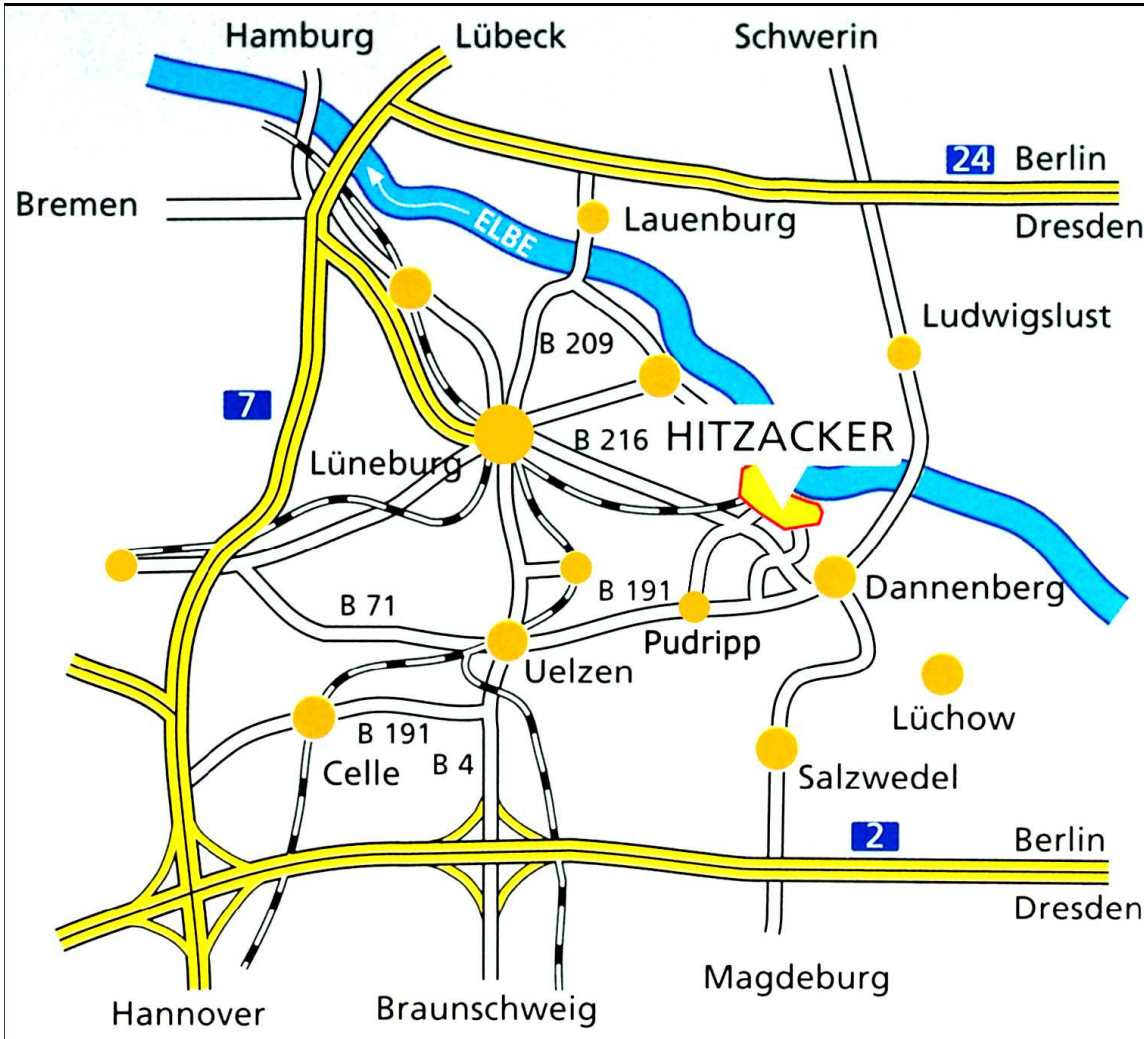 Hamburg
Lübeck
Schwerin
24 Berlin
Dresden
Bremen
Lauenburg
ELBE
Ludwigslust
B 209
7
B 216
HITZACKER
Lüneburg
Dannenberg
B 191
B 71
Pudripp
Uelzen
Lüchow
B 191
Celle
B 4
Salzwedel
2 Berlin
Dresden
Magdeburg
Braunschweig
Hannover